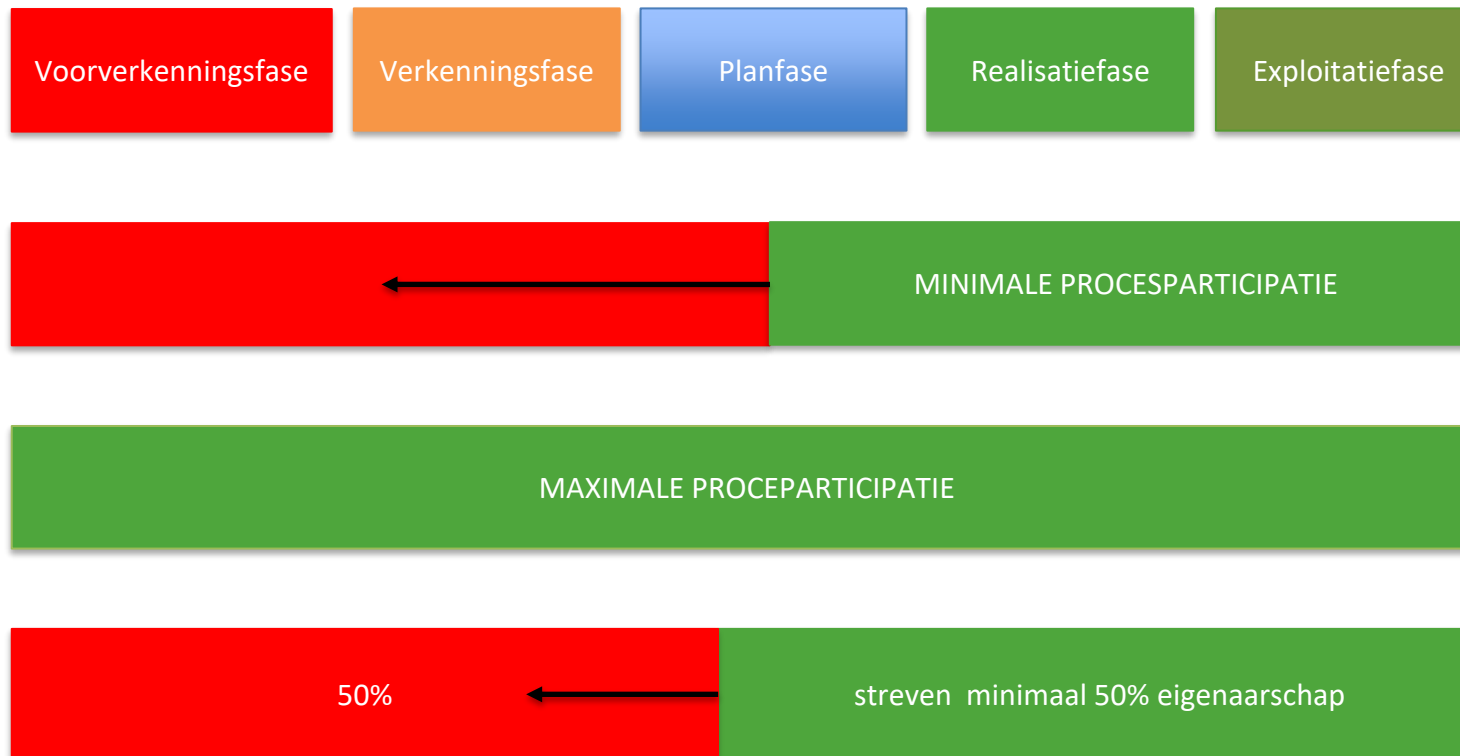 Voorverkenningsfase
Verkenningsfase
Planfase
Realisatiefase
Exploitatiefase
MINIMALE PROCESPARTICIPATIE
MAXIMALE PROCEPARTICIPATIE
50%
streven  minimaal 50% eigenaarschap